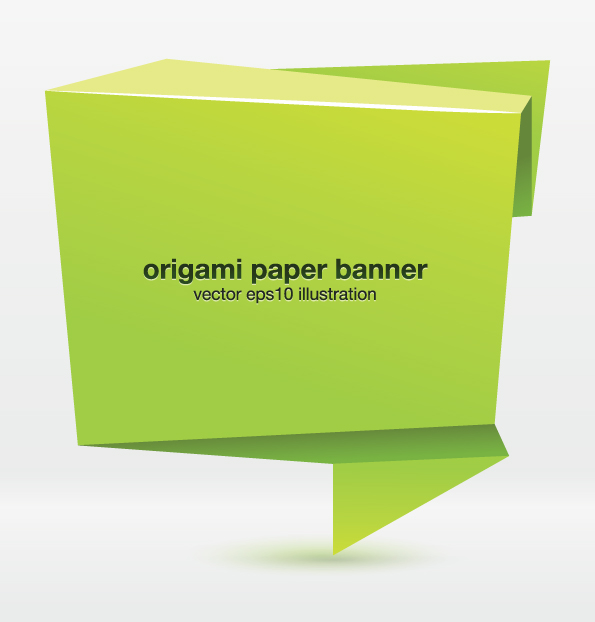 origami paper banner
vector eps10 illustration